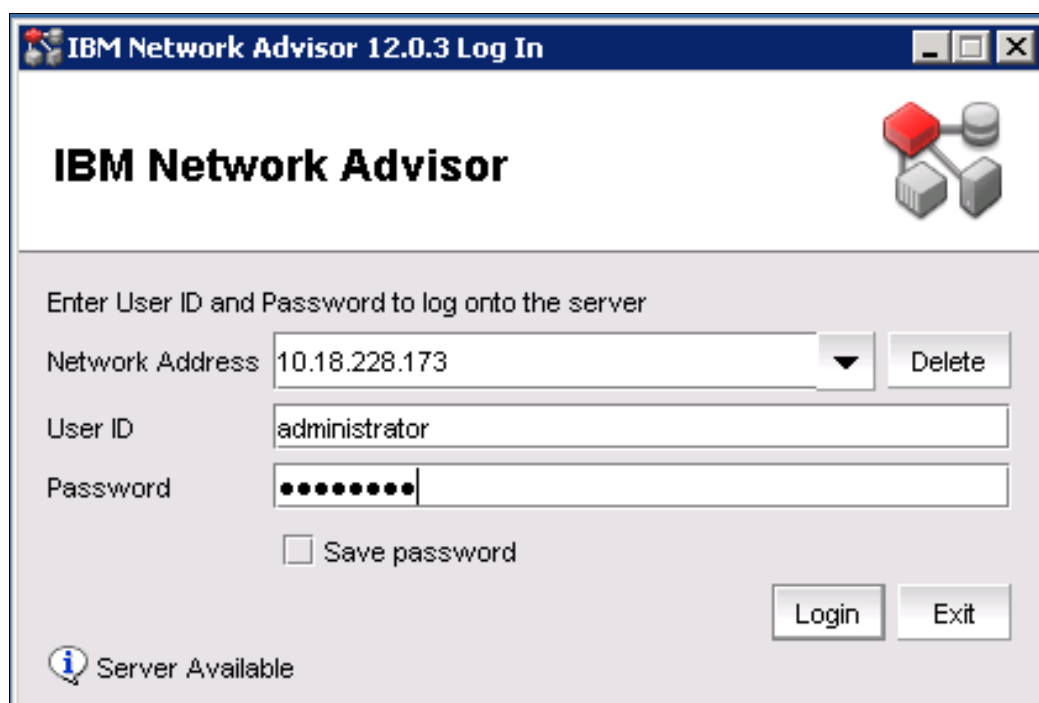 IBM Network Advisor 12.0.3 Log In
IBM Network Advisor
Enter User ID and Password to log onto the server
Network Address 10.18.228.173 Delete
User ID administrator
Password ●●●●●●●●
Save password
Login Exit
Server Available